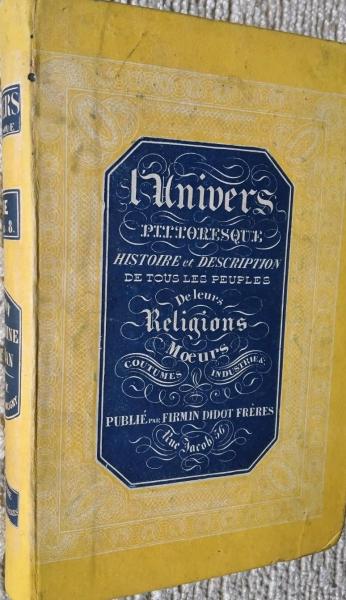 l'Univers
PITTORESQUE
HISTOIRE et DESCRIPTION
DE TOUS LES PEUPLES
De leurs
Religions
Mœurs
COUTUMES INDUSTRIE &
PUBLIÉ PAR FIRMIN DIDOT FRÈRES
Rue Jacob 56